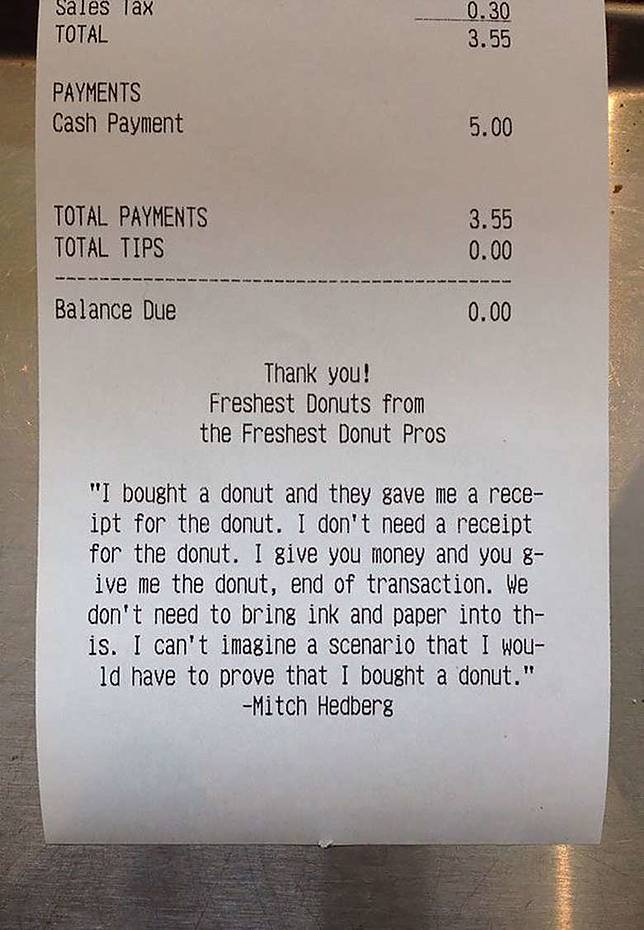 Sales Tax 0.30
TOTAL 3.55
PAYMENTS
Cash Payment 5.00
TOTAL PAYMENTS 3.55
TOTAL TIPS 0.00
Balance Due 0.00
Thank you!
Freshest Donuts from
the Freshest Donut Pros
"I bought a donut and they gave me a rece-
ipt for the donut. I don't need a receipt
for the donut. I give you money and you g-
ive me the donut, end of transaction. We
don't need to bring ink and paper into th-
is. I can't imagine a scenario that I wou-
ld have to prove that I bought a donut."
-Mitch Hedberg